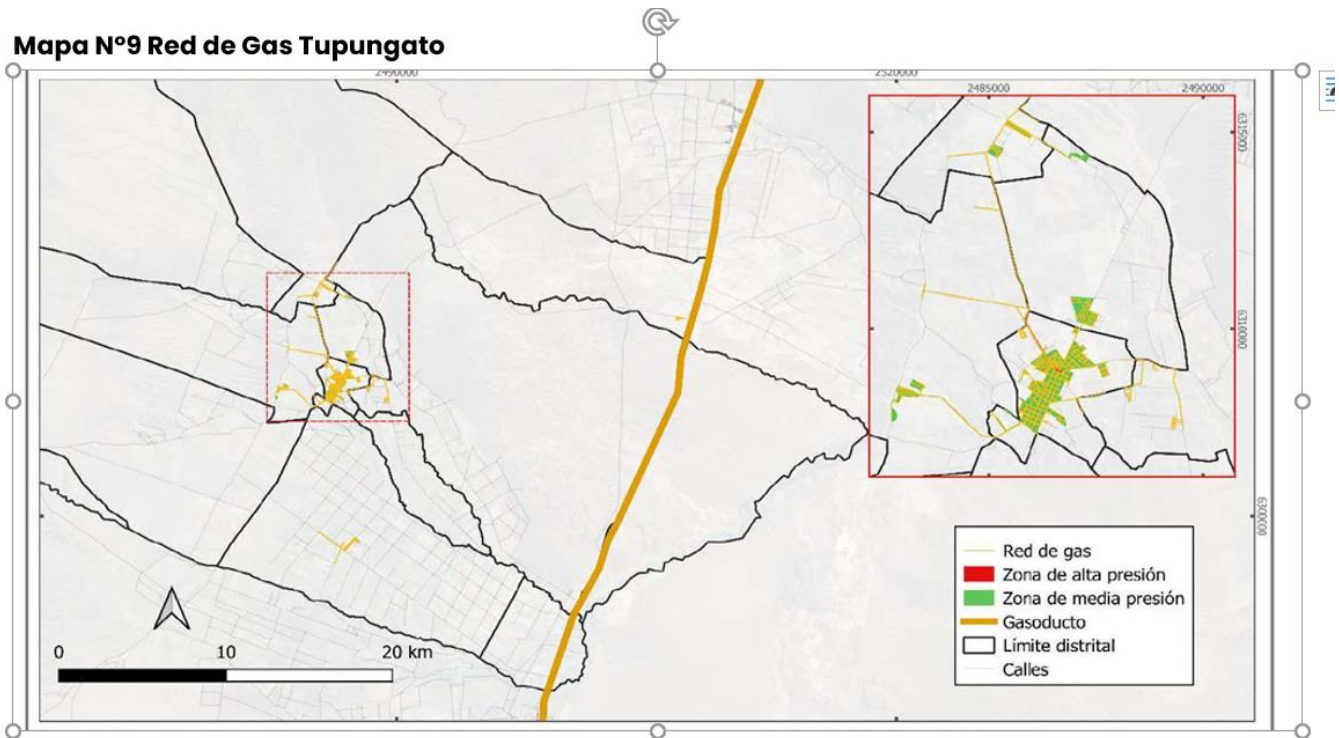 Mapa N°9 Red de Gas Tupungato
2490000
2520000
2485000
2490000
6315000
6310000
6300000
Red de gas
Zona de alta presión
Zona de media presión
Gasoducto
Límite distrital
Calles
0 10 20 km